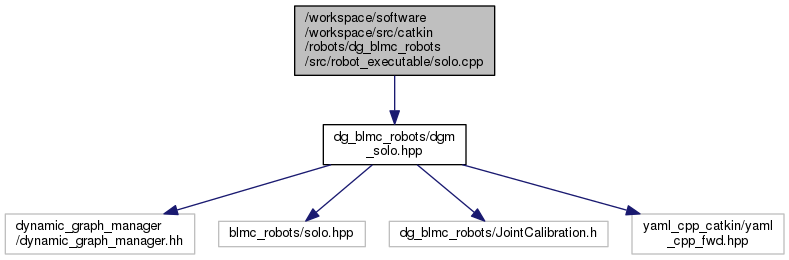 /workspace/software
/workspace/src/catkin
/robots/dg_blmc_robots
/src/robot_executable/solo.cpp
dg_blmc_robots/dgm
_solo.hpp
dynamic_graph_manager
/dynamic_graph_manager.hh
blmc_robots/solo.hpp
dg_blmc_robots/JointCalibration.h
yaml_cpp_catkin/yaml
_cpp_fwd.hpp